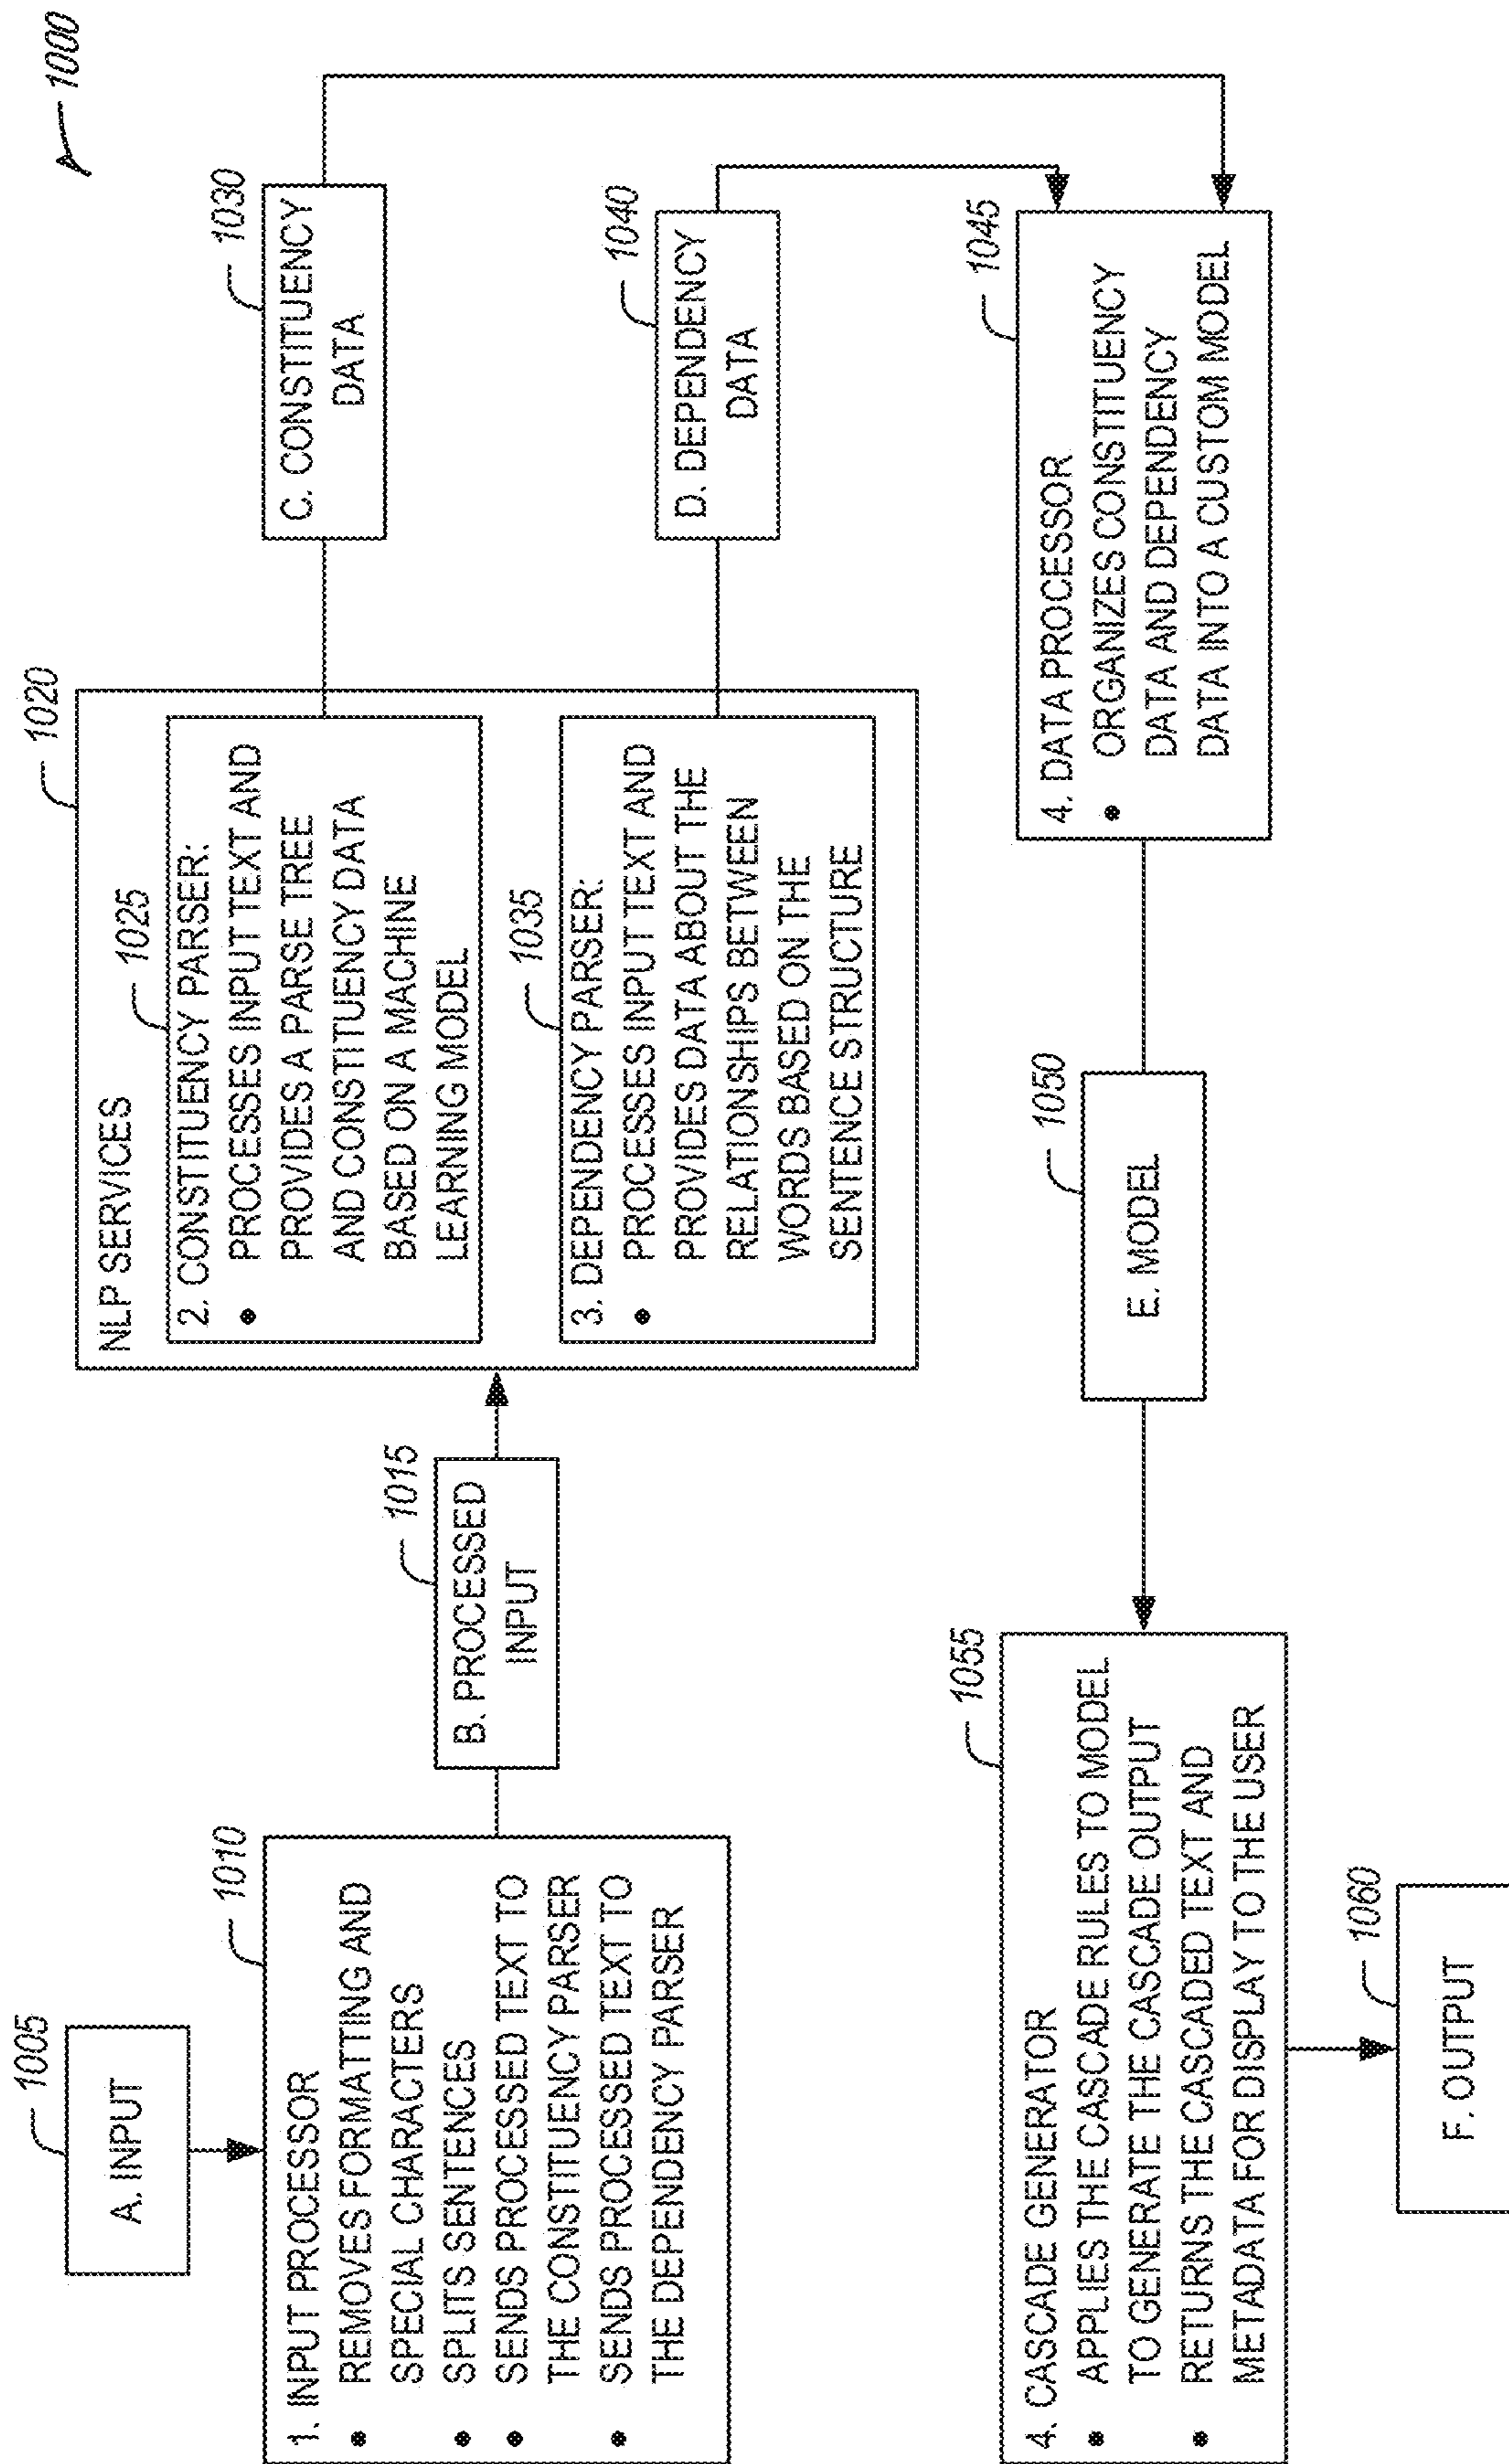 1000
1005
A. INPUT
1010
1. INPUT PROCESSOR
• REMOVES FORMATTING AND
SPECIAL CHARACTERS
• SPLITS SENTENCES
• SENDS PROCESSED TEXT TO
THE CONSTITUENCY PARSER
• SENDS PROCESSED TEXT TO
THE DEPENDENCY PARSER
1015
B. PROCESSED
INPUT
1020
NLP SERVICES
1025
2. CONSTITUENCY PARSER:
• PROCESSES INPUT TEXT AND
PROVIDES A PARSE TREE
AND CONSTITUENCY DATA
BASED ON A MACHINE
LEARNING MODEL
1035
3. DEPENDENCY PARSER:
• PROCESSES INPUT TEXT AND
PROVIDES DATA ABOUT THE
RELATIONSHIPS BETWEEN
WORDS BASED ON THE
SENTENCE STRUCTURE
1030
C. CONSTITUENCY
DATA
1040
D. DEPENDENCY
DATA
1045
4. DATA PROCESSOR
• ORGANIZES CONSTITUENCY
DATA AND DEPENDENCY
DATA INTO A CUSTOM MODEL
1050
E. MODEL
1055
4. CASCADE GENERATOR
• APPLIES THE CASCADE RULES TO MODEL
TO GENERATE THE CASCADE OUTPUT
• RETURNS THE CASCADED TEXT AND
METADATA FOR DISPLAY TO THE USER
1060
F. OUTPUT